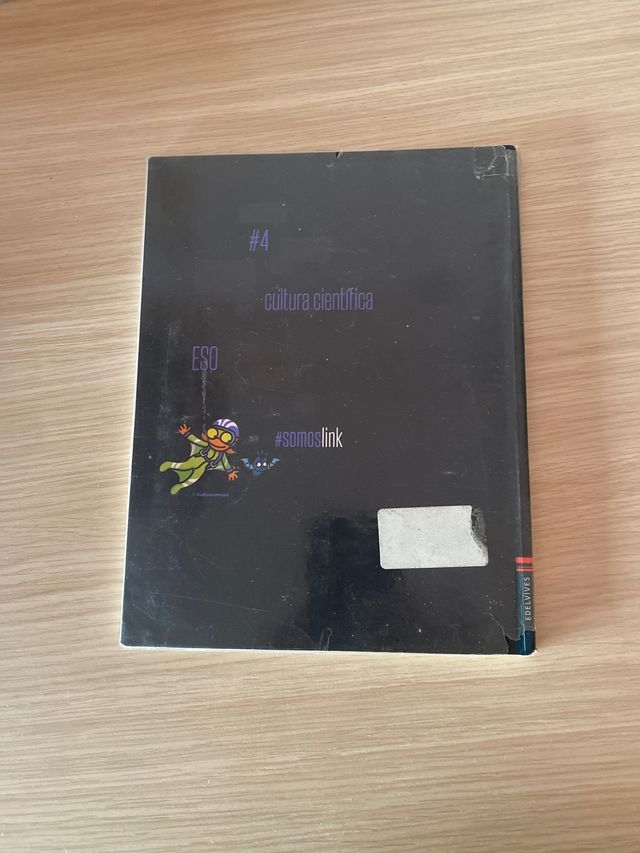 #4
cultura científica
ESO
#somoslink
EDELVIVES